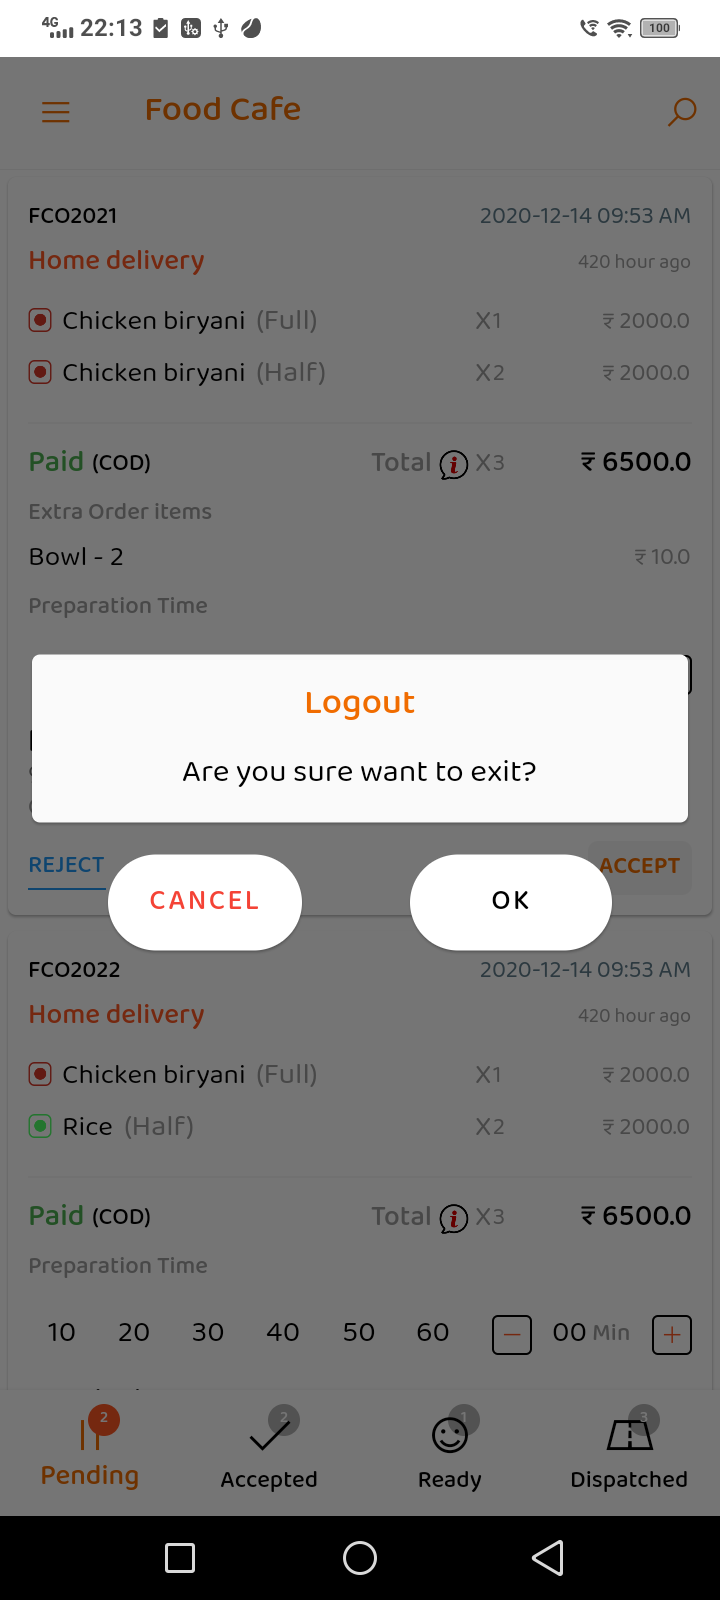 4G 22:13 100
Food Cafe
FCO2021 2020-12-14 09:53 AM
Home delivery 420 hour ago
Chicken biryani (Full) X1 ₹ 2000.0
Chicken biryani (Half) X2 ₹ 2000.0
Paid (COD) Total i X3 ₹ 6500.0
Extra Order items
Bowl - 2 ₹ 10.0
Preparation Time
Logout
Are you sure want to exit?
REJECT ACCEPT
CANCEL OK
FCO2022 2020-12-14 09:53 AM
Home delivery 420 hour ago
Chicken biryani (Full) X1 ₹ 2000.0
Rice (Half) X2 ₹ 2000.0
Paid (COD) Total i X3 ₹ 6500.0
Preparation Time
10 20 30 40 50 60 − 00 Min +
2 2 1 3
Pending Accepted Ready Dispatched